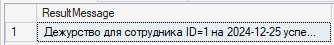 ResultMessage
1 Дежурство для сотрудника ID=1 на 2024-12-25 успе...